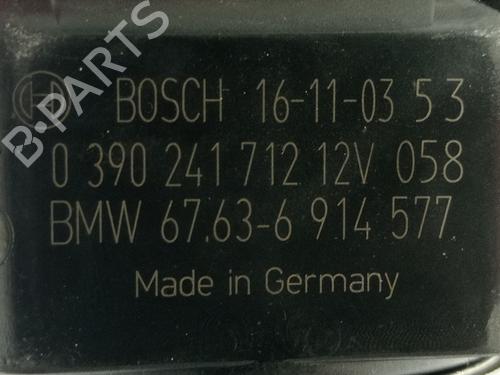 BOSCH 16-11-03 5 3
0 390 241 712 12V 058
BMW 67.63-6 914 577
Made in Germany
B-PARTS